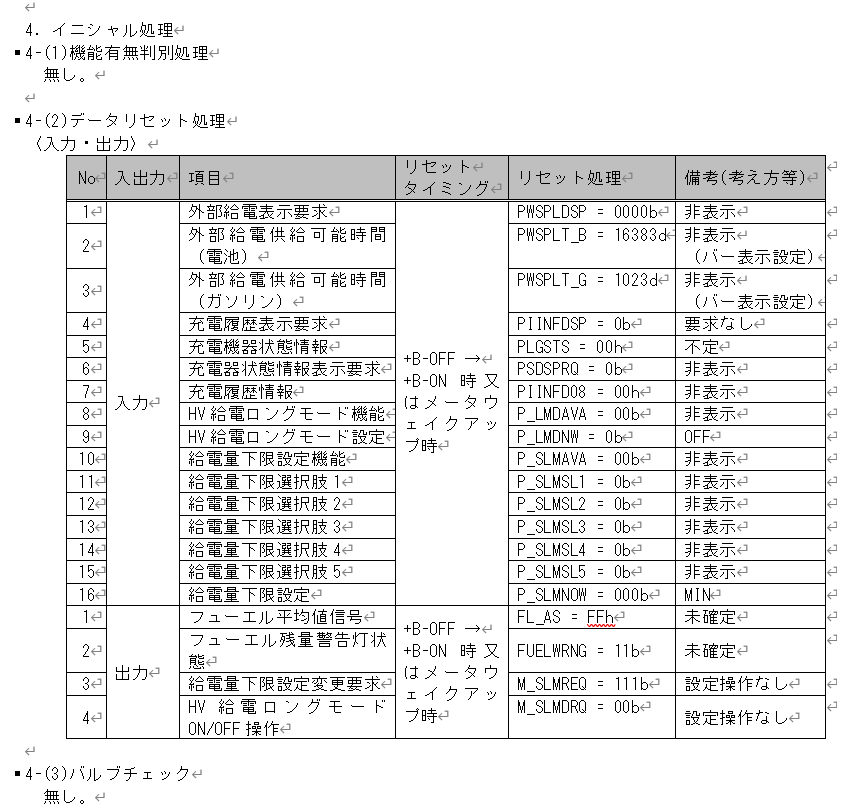 4. イニシャル処理
▪4-(1)機能有無判別処理
無し。
▪4-(2)データリセット処理
〈入力・出力〉
No 入出力 項目 リセット タイミング リセット処理 備考(考え方等)
入力
+B-OFF →
+B-ON 時又
はメータウ
ェイクアッ
プ時
1 外部給電表示要求 PWSPLDSP = 0000b 非表示
2 外部給電供給可能時間 PWSPLT_B = 16383d 非表示
（電池） （バー表示設定）
3 外部給電供給可能時間 PWSPLT_G = 1023d 非表示
（ガソリン） （バー表示設定）
4 充電履歴表示要求 PIINFDSP = 0b 要求なし
5 充電機器状態情報 PLGSTS = 00h 不定
6 充電器状態情報表示要求 PSDSPRQ = 0b 非表示
7 充電履歴情報 PIINFD08 = 00h 非表示
8 HV 給電ロングモード機能 P_LMDAVA = 00b 非表示
9 HV 給電ロングモード設定 P_LMDNW = 0b OFF
10 給電量下限設定機能 P_SLMAVA = 00b 非表示
11 給電量下限選択肢 1 P_SLMSL1 = 0b 非表示
12 給電量下限選択肢 2 P_SLMSL2 = 0b 非表示
13 給電量下限選択肢 3 P_SLMSL3 = 0b 非表示
14 給電量下限選択肢 4 P_SLMSL4 = 0b 非表示
15 給電量下限選択肢 5 P_SLMSL5 = 0b 非表示
16 給電量下限設定 P_SLMNOW = 000b MIN
出力
+B-OFF →
+B-ON 時又
はメータウ
ェイクアッ
プ時
1 フューエル平均値信号 FL_AS = FFh 未確定
2 フューエル残量警告灯状 FUELWRNG = 11b 未確定
態
3 給電量下限設定変更要求 M_SLMREQ = 111b 設定操作なし
4 HV 給電ロングモード M_SLMDRQ = 00b 設定操作なし
ON/OFF 操作
▪4-(3)バルブチェック
無し。